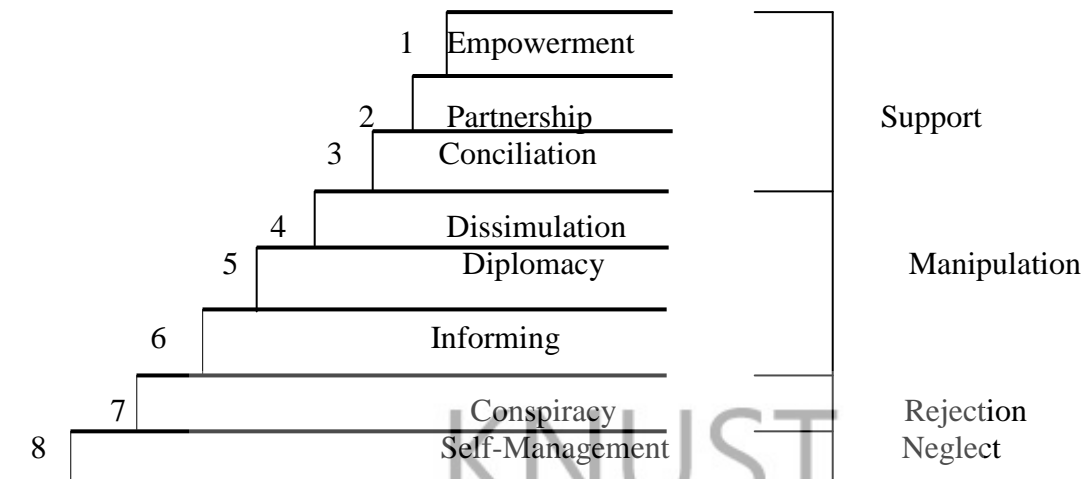 1 Empowerment
2 Partnership Support
3 Conciliation
4 Dissimulation
5 Diplomacy Manipulation
6 Informing
7 Conspiracy Rejection
8 Self-Management Neglect
KNUST